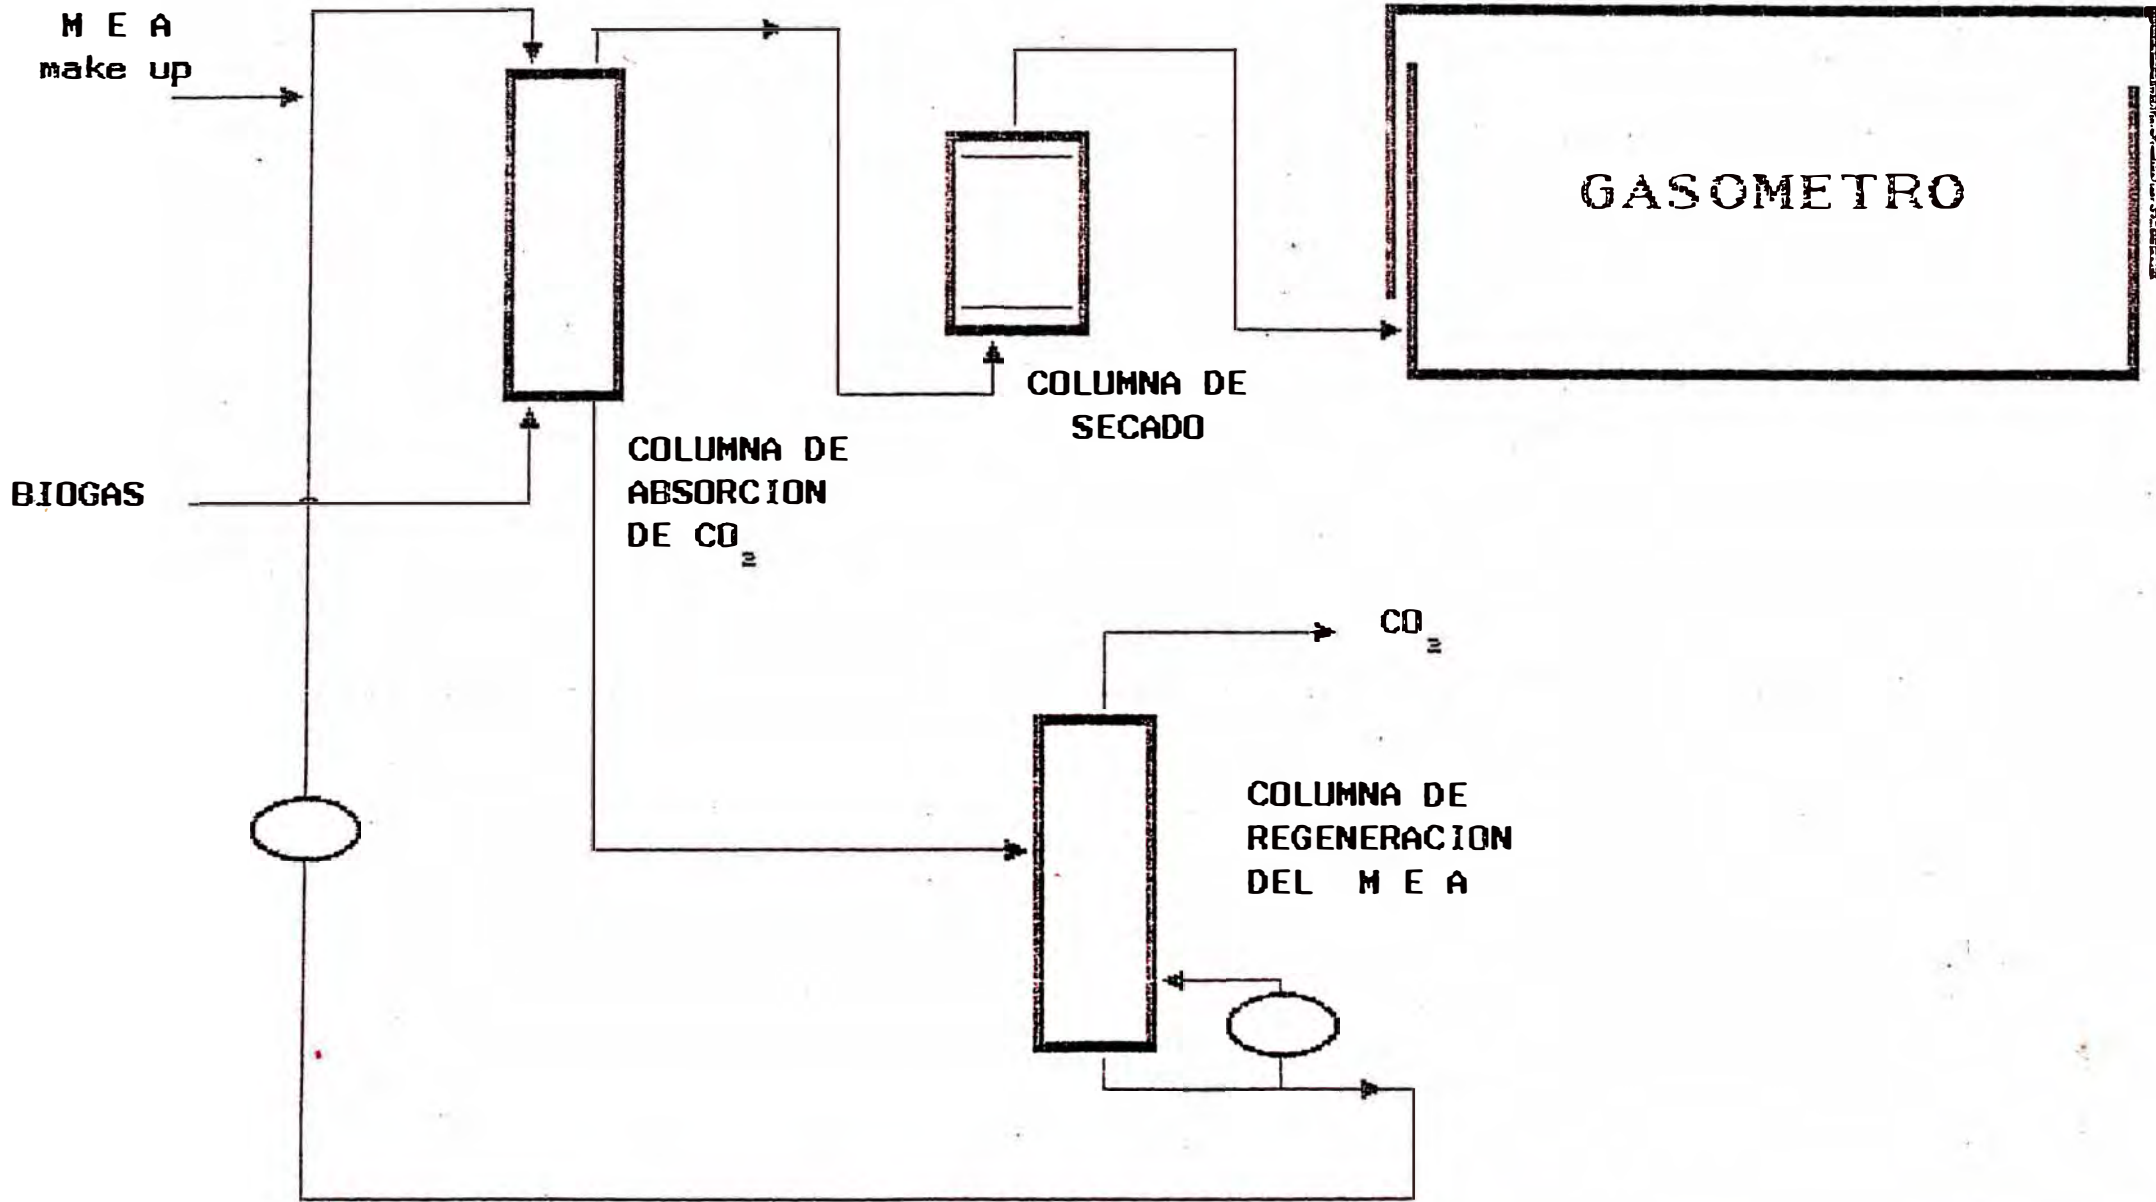 M E A
make up
GASOMETRO
COLUMNA DE
SECADO
COLUMNA DE
ABSORCION
DE CO₂
BIOGAS
CO₂
COLUMNA DE
REGENERACION
DEL M E A